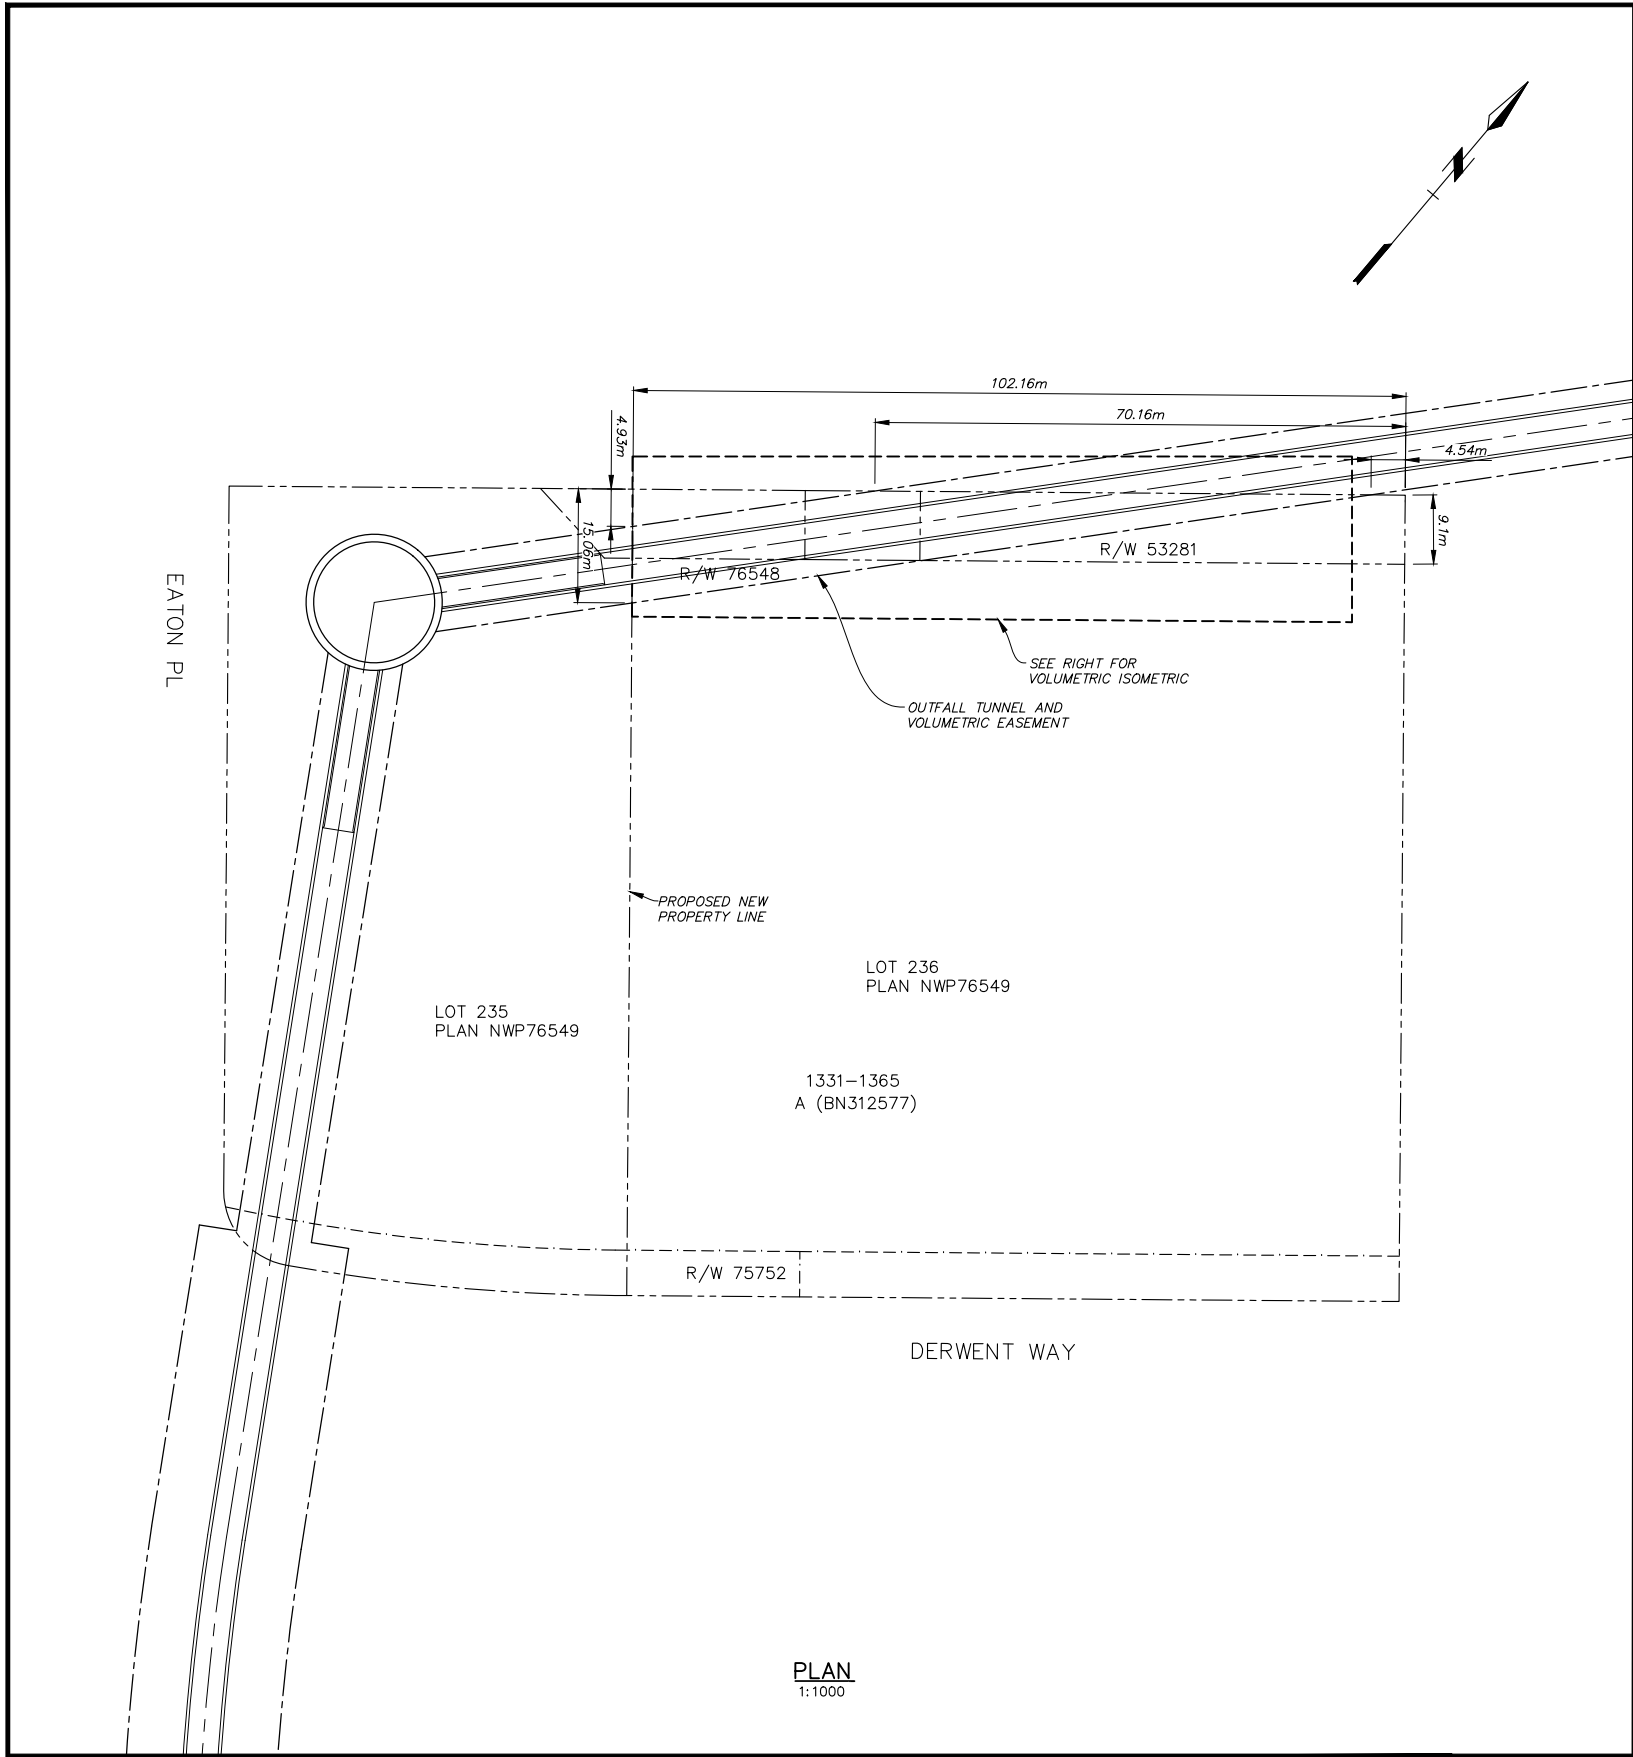 102.16m
70.16m
4.93m
4.54m
15.06m
9.1m
R/W 53281
R/W 76548
EATON PL
SEE RIGHT FOR
VOLUMETRIC ISOMETRIC
OUTFALL TUNNEL AND
VOLUMETRIC EASEMENT
PROPOSED NEW
PROPERTY LINE
LOT 236
PLAN NWP76549
LOT 235
PLAN NWP76549
1331-1365
A (BN312577)
R/W 75752
DERWENT WAY
PLAN
1:1000